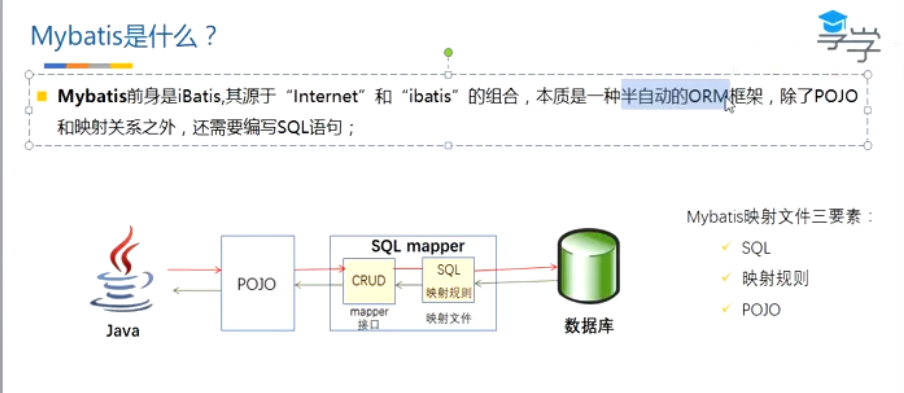 Mybatis是什么？
享学
Mybatis前身是iBatis,其源于“Internet”和“ibatis”的组合，本质是一种半自动的ORM框架，除了POJO
和映射关系之外，还需要编写SQL语句；
Mybatis映射文件三要素：
SQL
映射规则
POJO
SQL mapper
POJO
CRUD
SQL
映射规则
mapper
接口
映射文件
Java
数据库